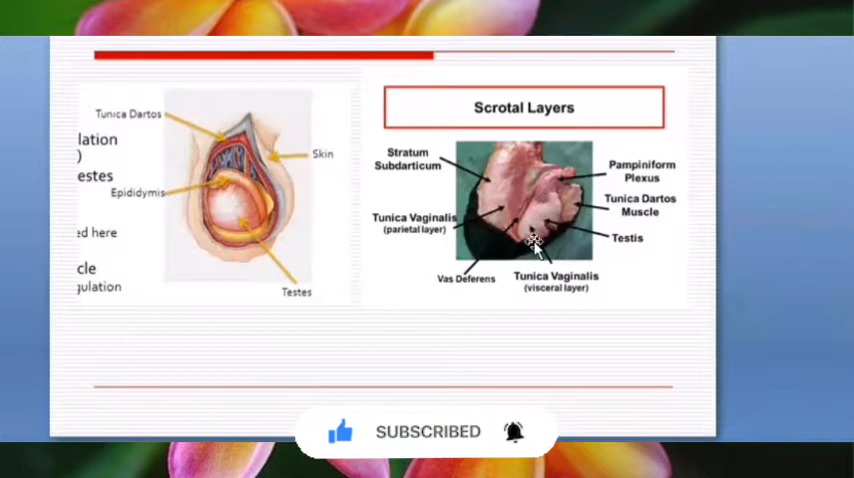 Tunica Dartos
lation
)
estes
Skin
Epididymis
ed here
cle
gulation
Testes
Scrotal Layers
Stratum
Subdarticum
Pampiniform
Plexus
Tunica Dartos
Muscle
Tunica Vaginalis
(parietal layer)
Testis
Vas Deferens
Tunica Vaginalis
(visceral layer)
SUBSCRIBED